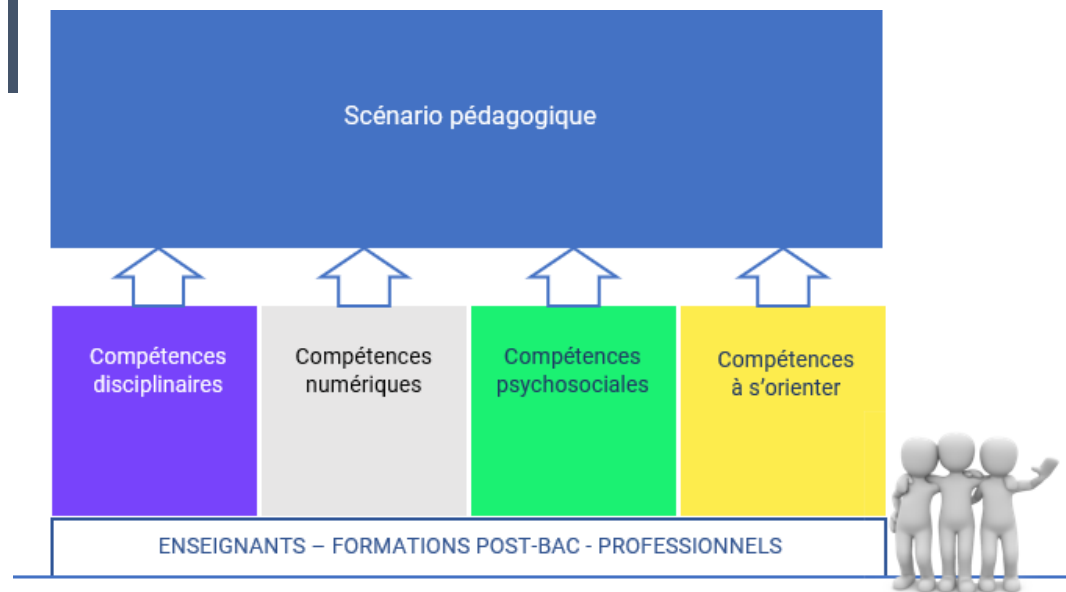 Scénario pédagogique
Compétences
disciplinaires
Compétences
numériques
Compétences
psychosociales
Compétences
à s'orienter
ENSEIGNANTS – FORMATIONS POST-BAC - PROFESSIONNELS